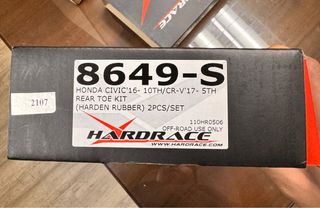 HARDRACE
8649-S
HONDA CIVIC'16- 10TH/CR-V'17- 5TH
REAR TOE KIT
(HARDEN RUBBER) 2PCS/SET
2107
110HR0506
OFF-ROAD USE ONLY
HARDRACE
WWW.HARDRACE.COM